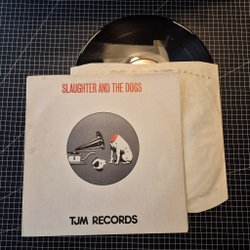 SLAUGHTER AND THE DOGS
TJM RECORDS